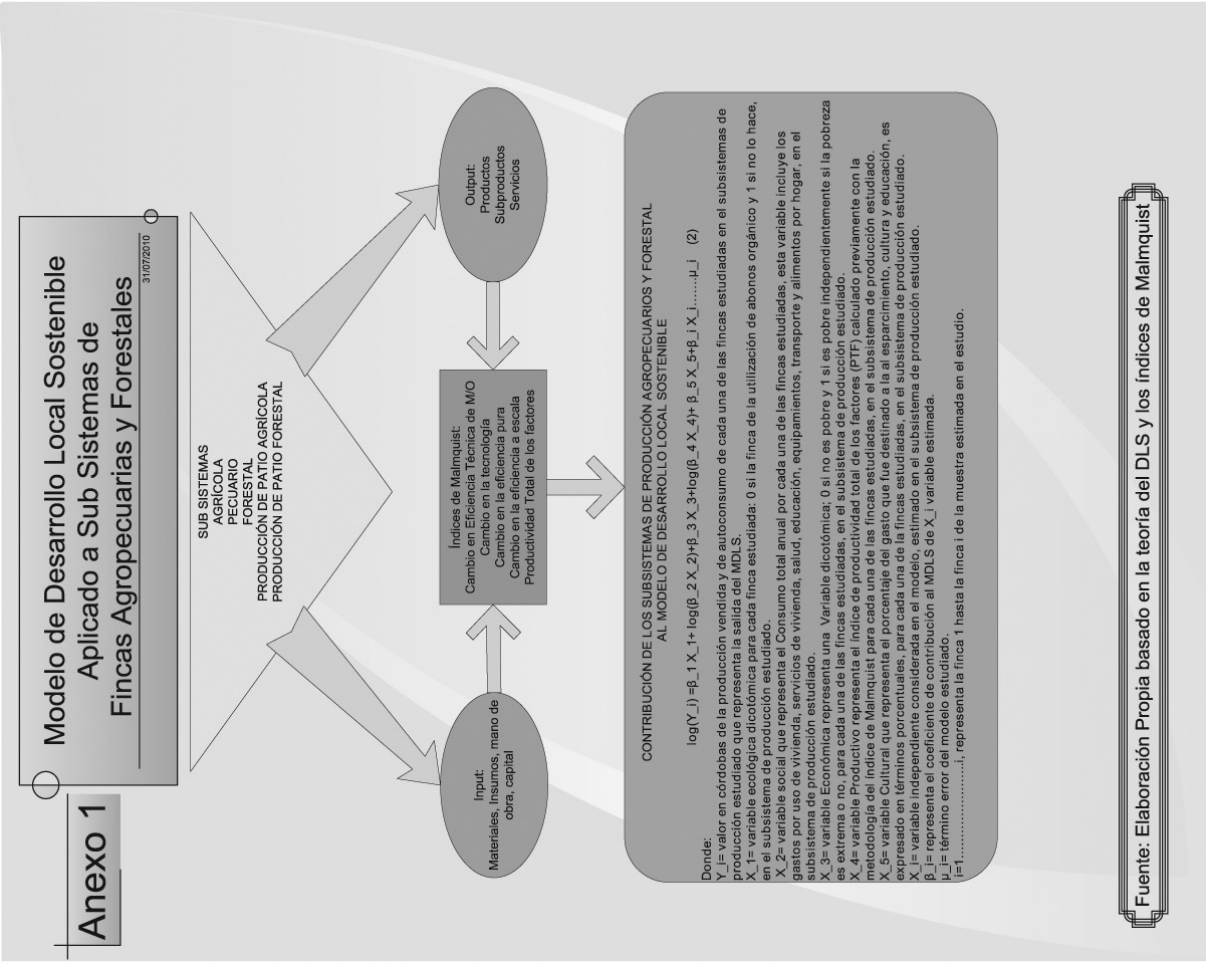 Anexo 1
Modelo de Desarrollo Local Sostenible
Aplicado a Sub Sistemas de
Fincas Agropecuarias y Forestales
31/07/2010
SUB SISTEMAS
AGRÍCOLA
PECUARIO
FORESTAL
PRODUCCIÓN DE PATIO AGRÍCOLA
PRODUCCIÓN DE PATIO FORESTAL
Input:
Materiales, Insumos, mano de
obra, capital
Índices de Malmquist:
Cambio en Eficiencia Técnica de M/O
Cambio en la tecnología
Cambio en la eficiencia pura
Cambio en la eficiencia a escala
Productividad Total de los factores
Output:
Productos
Subproductos
Servicios
CONTRIBUCIÓN DE LOS SUBSISTEMAS DE PRODUCCIÓN AGROPECUARIOS Y FORESTAL
AL MODELO DE DESARROLLO LOCAL SOSTENIBLE
log(Y_i) =β_1 X_1+ log(β_2 X_2)+β_3 X_3+log(β_4 X_4)+ β_5 X_5+β_i X_i.......μ_i (2)
Donde:
Y_i= valor en córdobas de la producción vendida y de autoconsumo de cada una de las fincas estudiadas en el subsistemas de
producción estudiado que representa la salida del MDLS.
X_1= variable ecológica dicotómica para cada finca estudiada: 0 si la finca de la utilización de abonos orgánico y 1 si no lo hace,
en el subsistema de producción estudiado.
X_2= variable social que representa el Consumo total anual por cada una de las fincas estudiadas, esta variable incluye los
gastos por uso de vivienda, servicios de vivienda, salud, educación, equipamientos, transporte y alimentos por hogar, en el
subsistema de producción estudiado.
X_3= variable Económica representa una Variable dicotómica; 0 si no es pobre y 1 si es pobre independientemente si la pobreza
es extrema o no, para cada una de las fincas estudiadas, en el subsistema de producción estudiado.
X_4= variable Productivo representa el índice de productividad total de los factores (PTF) calculado previamente con la
metodología del índice de Malmquist para cada una de las fincas estudiadas, en el subsistema de producción estudiado.
X_5= variable Cultural que representa el porcentaje del gasto que fue destinado a la al esparcimiento, cultura y educación, es
expresado en términos porcentuales, para cada una de la fincas estudiadas, en el subsistema de producción estudiado.
X_i= variable independiente considerada en el modelo, estimado en el subsistema de producción estudiado.
β_i= representa el coeficiente de contribución al MDLS de X_i variable estimada.
μ_i= término error del modelo estudiado.
i=1......................i, representa la finca 1 hasta la finca i de la muestra estimada en el estudio.
Fuente: Elaboración Propia basado en la teoría del DLS y los índices de Malmquist